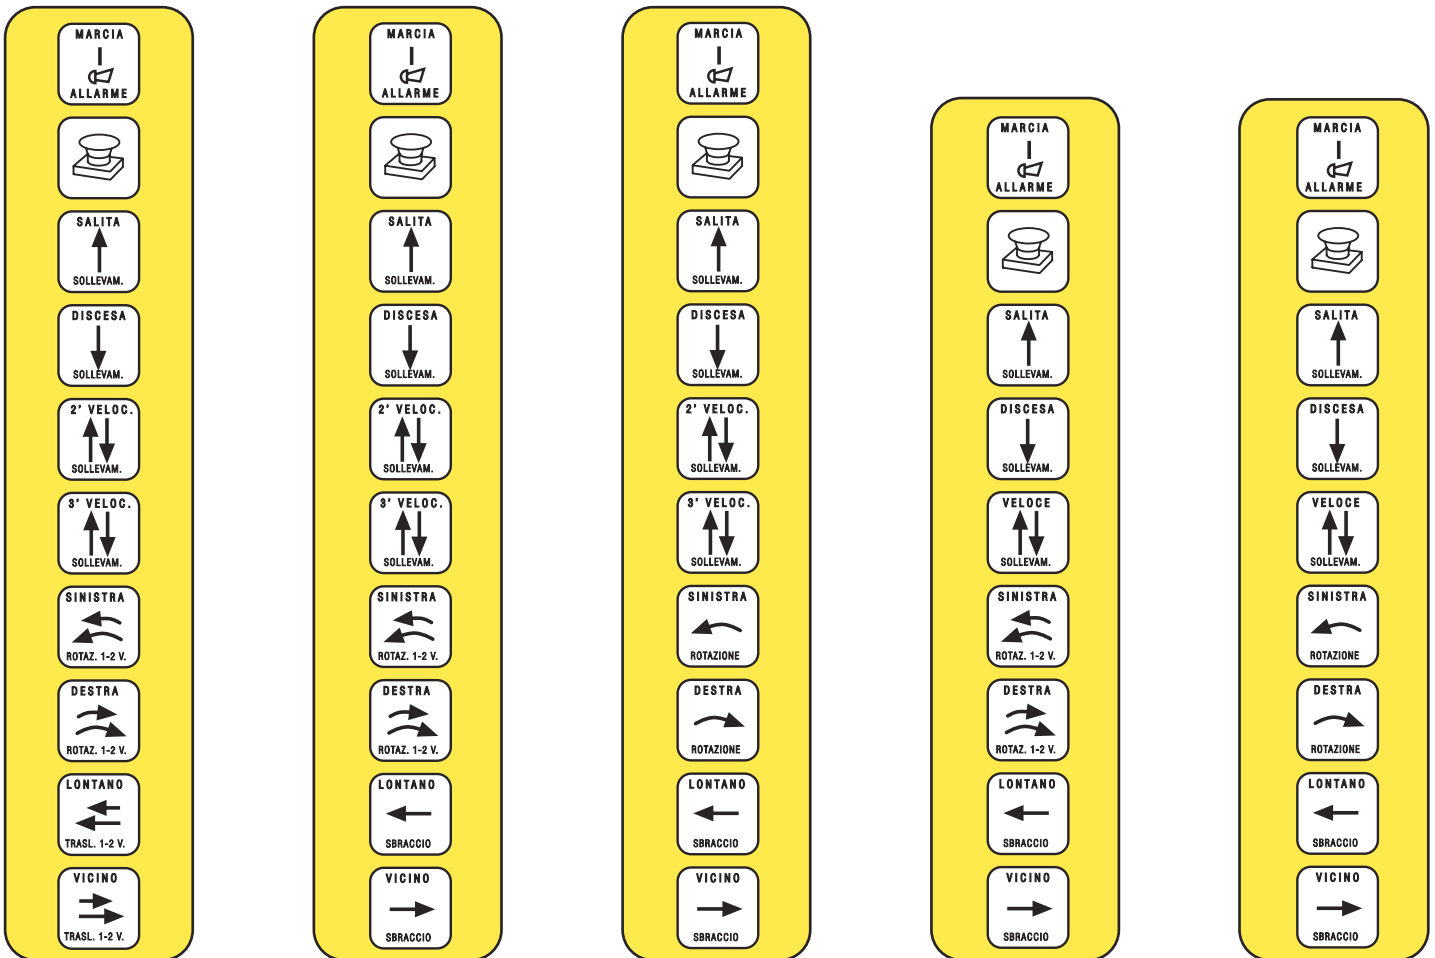 MARCIA
ALLARME
SALITA
SOLLEVAM.
DISCESA
SOLLEVAM.
2' VELOC.
SOLLEVAM.
3' VELOC.
SOLLEVAM.
SINISTRA
ROTAZ. 1-2 V.
DESTRA
ROTAZ. 1-2 V.
LONTANO
TRASL. 1-2 V.
VICINO
TRASL. 1-2 V.
MARCIA
ALLARME
SALITA
SOLLEVAM.
DISCESA
SOLLEVAM.
2' VELOC.
SOLLEVAM.
3' VELOC.
SOLLEVAM.
SINISTRA
ROTAZ. 1-2 V.
DESTRA
ROTAZ. 1-2 V.
LONTANO
SBRACCIO
VICINO
SBRACCIO
MARCIA
ALLARME
SALITA
SOLLEVAM.
DISCESA
SOLLEVAM.
2' VELOC.
SOLLEVAM.
3' VELOC.
SOLLEVAM.
SINISTRA
ROTAZIONE
DESTRA
ROTAZIONE
LONTANO
SBRACCIO
VICINO
SBRACCIO
MARCIA
ALLARME
SALITA
SOLLEVAM.
DISCESA
SOLLEVAM.
VELOCE
SOLLEVAM.
SINISTRA
ROTAZ. 1-2 V.
DESTRA
ROTAZ. 1-2 V.
LONTANO
SBRACCIO
VICINO
SBRACCIO
MARCIA
ALLARME
SALITA
SOLLEVAM.
DISCESA
SOLLEVAM.
VELOCE
SOLLEVAM.
SINISTRA
ROTAZIONE
DESTRA
ROTAZIONE
LONTANO
SBRACCIO
VICINO
SBRACCIO